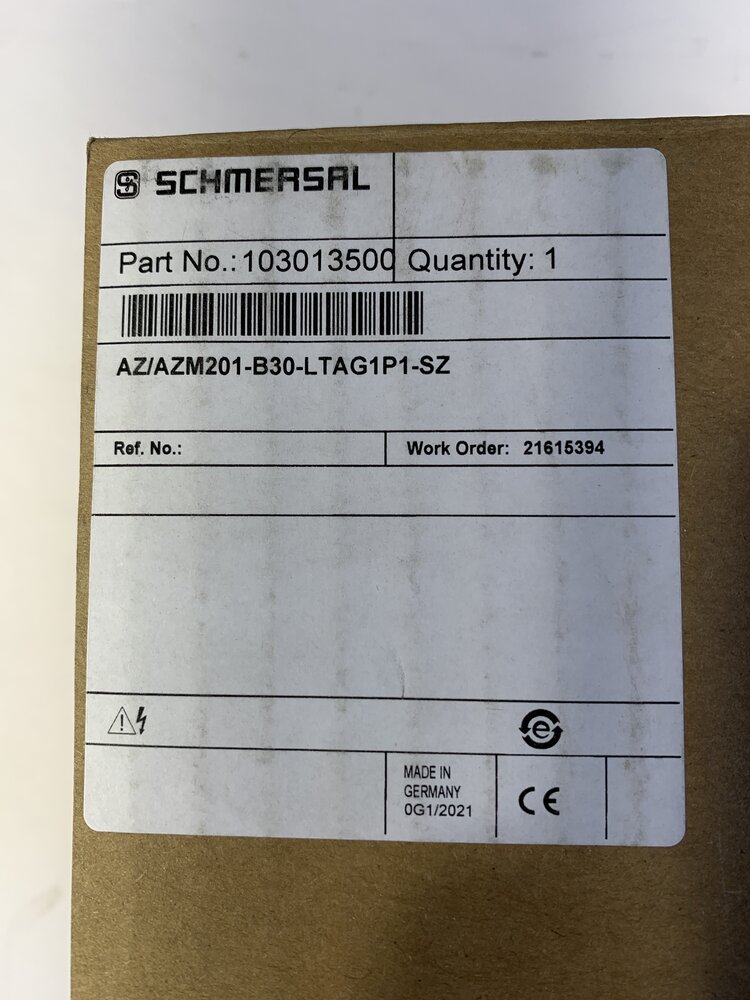 SCHMERSAL
Part No.: 103013500 Quantity: 1
AZ/AZM201-B30-LTAG1P1-SZ
Ref. No.: Work Order: 21615394
e
MADE IN
GERMANY
0G1/2021
CE